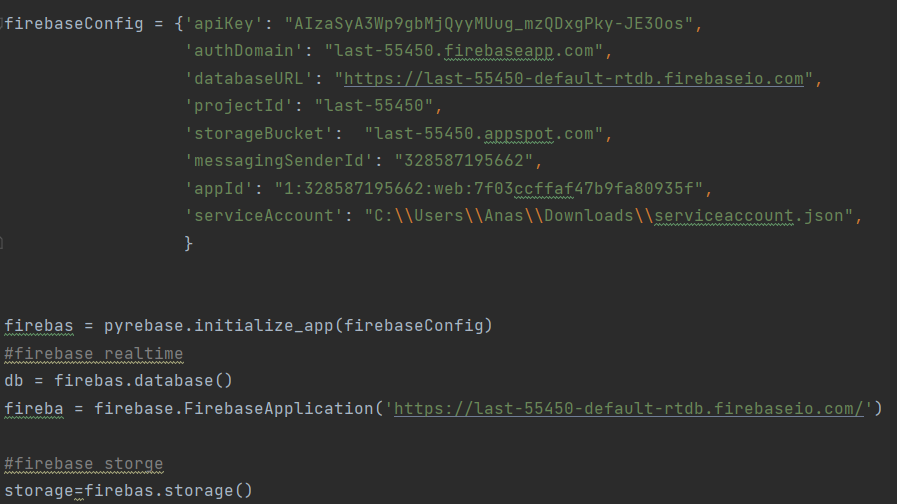 firebaseConfig = {'apiKey': "AIzaSyA3Wp9gbMjQyyMUug_mzQDxgPky-JE3Oos",
'authDomain': "last-55450.firebaseapp.com",
'databaseURL': "https://last-55450-default-rtdb.firebaseio.com",
'projectId': "last-55450",
'storageBucket':  "last-55450.appspot.com",
'messagingSenderId': "328587195662",
'appId': "1:328587195662:web:7f03ccffaf47b9fa80935f",
'serviceAccount': "C:\\Users\\Anas\\Downloads\\serviceaccount.json",
}
firebas = pyrebase.initialize_app(firebaseConfig)
#firebase realtime
db = firebas.database()
fireba = firebase.FirebaseApplication('https://last-55450-default-rtdb.firebaseio.com/')
#firebase storge
storage=firebas.storage()